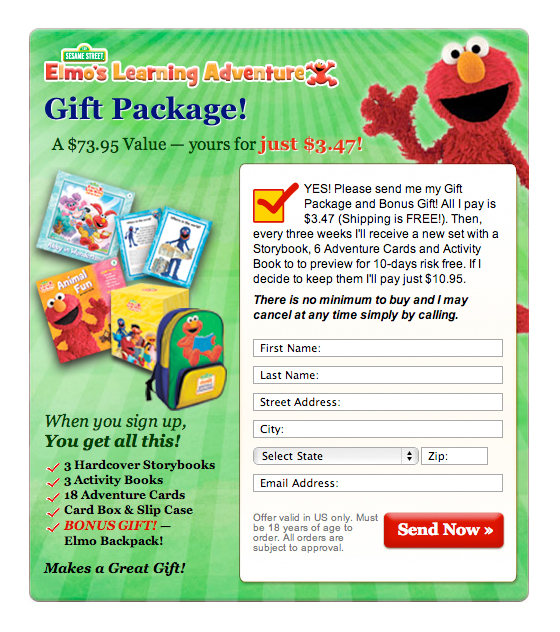 SESAME STREET
Elmo's Learning Adventure
Gift Package!
A $73.95 Value — yours for just $3.47!
YES! Please send me my Gift
Package and Bonus Gift! All I pay is
$3.47 (Shipping is FREE!). Then,
every three weeks I'll receive a new set with a
Storybook, 6 Adventure Cards and Activity
Book to to preview for 10-days risk free. If I
decide to keep them I'll pay just $10.95.
There is no minimum to buy and I may
cancel at any time simply by calling.
First Name:
Last Name:
Street Address:
City:
Select State
Zip:
Email Address:
Offer valid in US only. Must
be 18 years of age to
order. All orders are
subject to approval.
Send Now »
Animal
Fun
When you sign up,
You get all this!
3 Hardcover Storybooks
3 Activity Books
18 Adventure Cards
Card Box & Slip Case
BONUS GIFT! —
Elmo Backpack!
Makes a Great Gift!